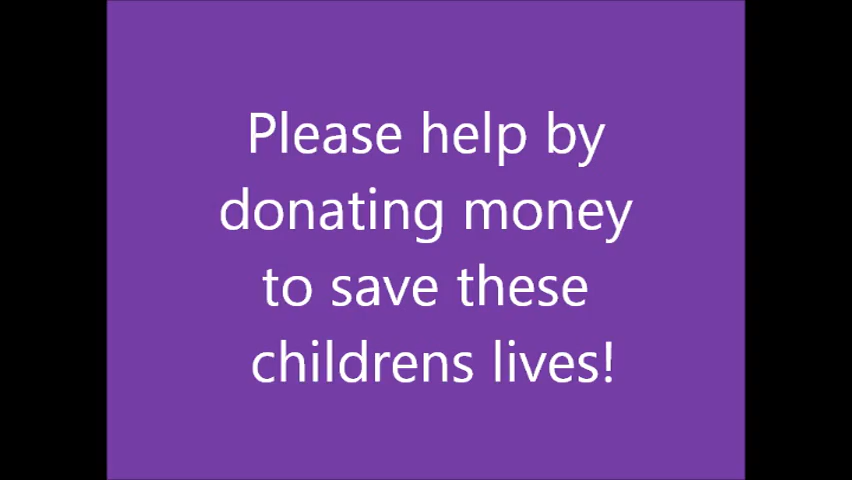 Please help by
donating money
to save these
childrens lives!